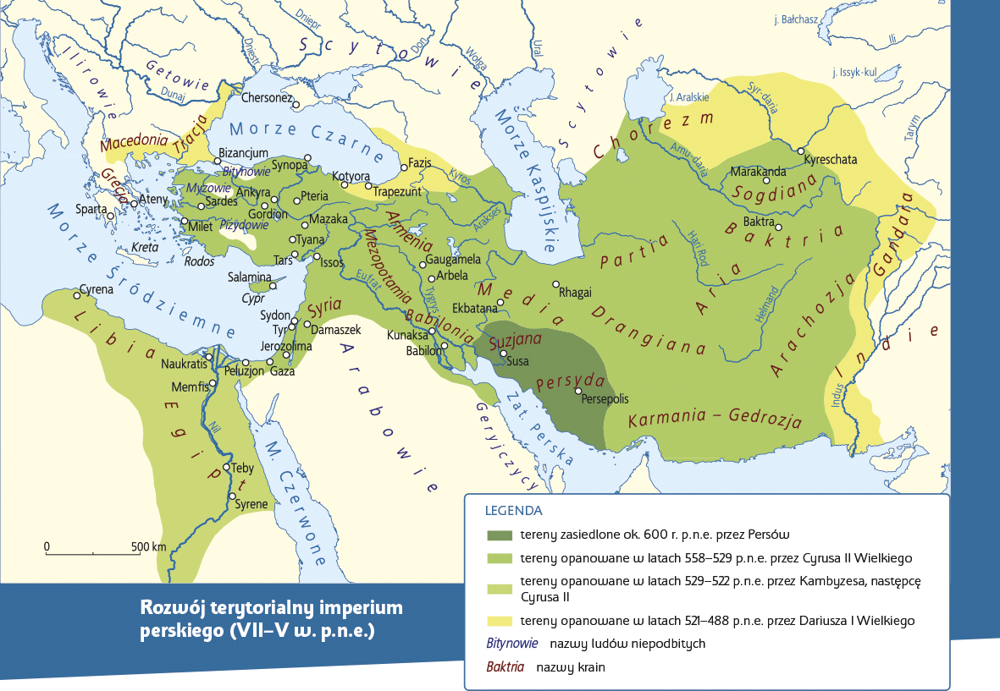 j. Bałchasz
Ili
j. Issyk-kul
Tarym
Dniepr
Dniestr
Don
Wołga
Ural
Scytowie
Scytowie
Ilirowie
Getowie
Dunaj
Chersonez
Morze Czarne
Morze Kaspijskie
J. Aralskie
Syr-daria
Chorezm
Amu-daria
Kyreschata
Marakanda
Sogdiana
Baktra
Baktria
Macedonia
Tracja
Bizancjum
Bitynowie
Synopa
Kotyora
Fazis
Trapezunt
Kyros
Grecja
Ateny
Sparta
Myzowie
Sardes
Ankyra
Gordion
Pteria
Milet
Pizydowie
Mazaka
Tyana
Tars
Issos
Armenia
Arakses
Mezopotamia
Gaugamela
Arbela
Eufrat
Tygrys
Kreta
Rodos
Morze Śródziemne
Salamina
Cypr
Syria
Sydon
Tyr
Damaszek
Jerozolima
Gaza
Peluzjon
Naukratis
Memfis
Cyrena
Libia
Egipt
Nil
Teby
Syrene
M. Czerwone
Arabowie
Geryjczycy
Zat. Perska
Babilonia
Kunaksa
Babilon
Ekbatana
Media
Rhagai
Partia
Hari Rod
Aria
Helmand
Drangiana
Arachozja
Gandara
Indie
Indus
Suzjana
Susa
Persyda
Persepolis
Karmania – Gedrozja
0 500 km
Rozwój terytorialny imperium
perskiego (VII–V w. p.n.e.)
LEGENDA
tereny zasiedlone ok. 600 r. p.n.e. przez Persów
tereny opanowane w latach 558–529 p.n.e. przez Cyrusa II Wielkiego
tereny opanowane w latach 529–522 p.n.e. przez Kambyzesa, następcę
Cyrusa II
tereny opanowane w latach 521–488 p.n.e. przez Dariusza I Wielkiego
Bitynowie nazwy ludów niepodbitych
Baktria nazwy krain